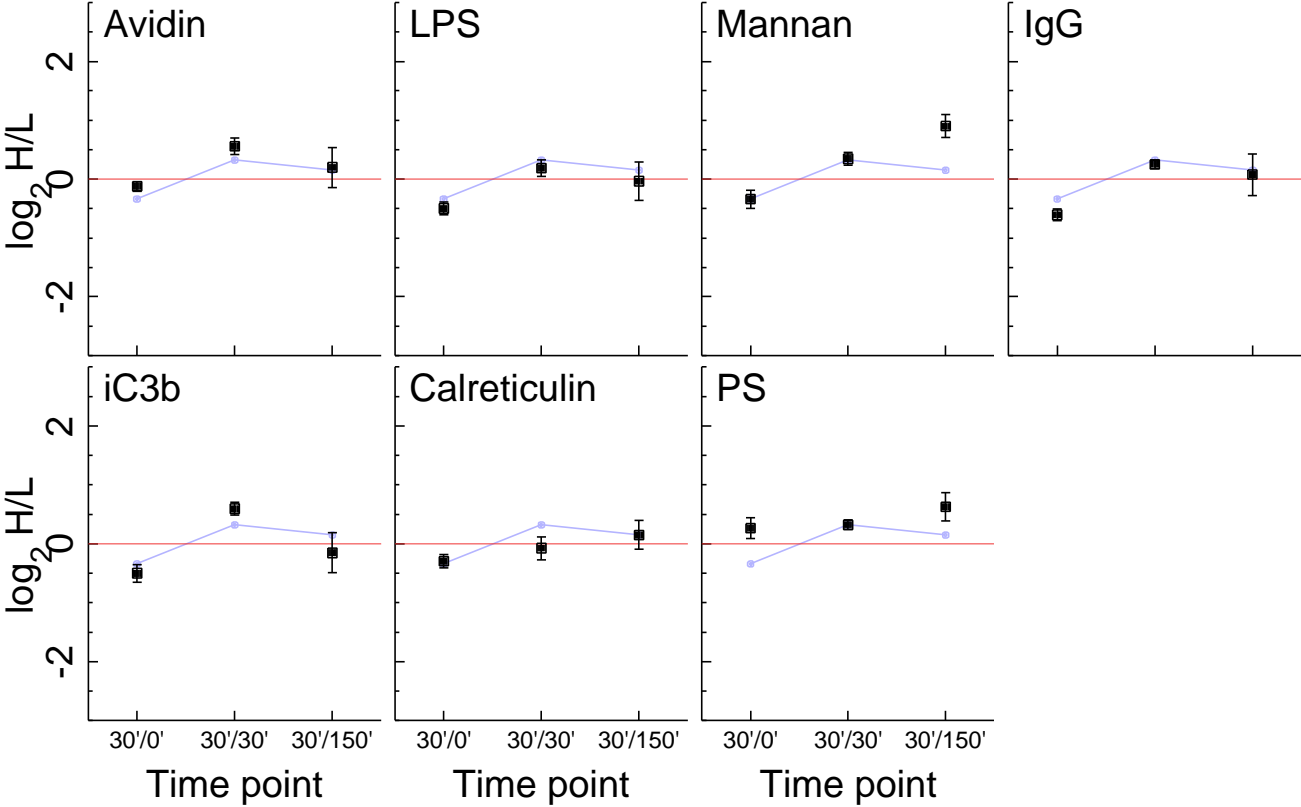 Avidin LPS Mannan IgG
log2 H/L
2
0
-2
iC3b Calreticulin PS
log2 H/L
2
0
-2
30'/0' 30'/30' 30'/150' 30'/0' 30'/30' 30'/150' 30'/0' 30'/30' 30'/150'
Time point Time point Time point